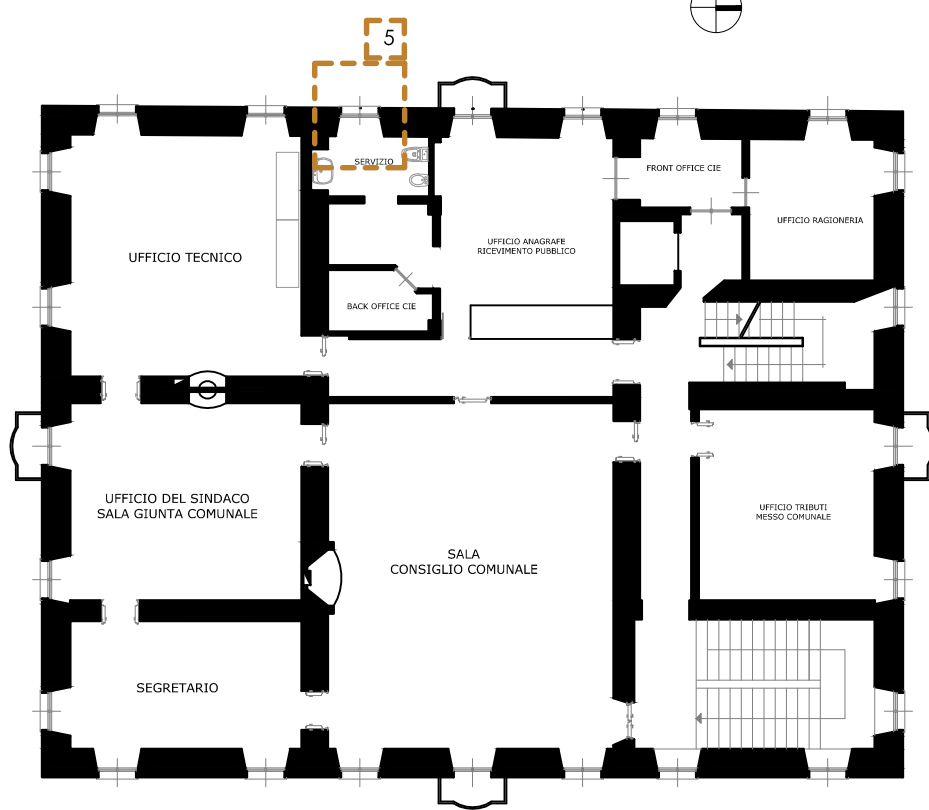 5
SERVIZIO
FRONT OFFICE CIE
UFFICIO RAGIONERIA
UFFICIO TECNICO
UFFICIO ANAGRAFE
RICEVIMENTO PUBBLICO
BACK OFFICE CIE
UFFICIO DEL SINDACO
SALA GIUNTA COMUNALE
UFFICIO TRIBUTI
MESSO COMUNALE
SALA
CONSIGLIO COMUNALE
SEGRETARIO